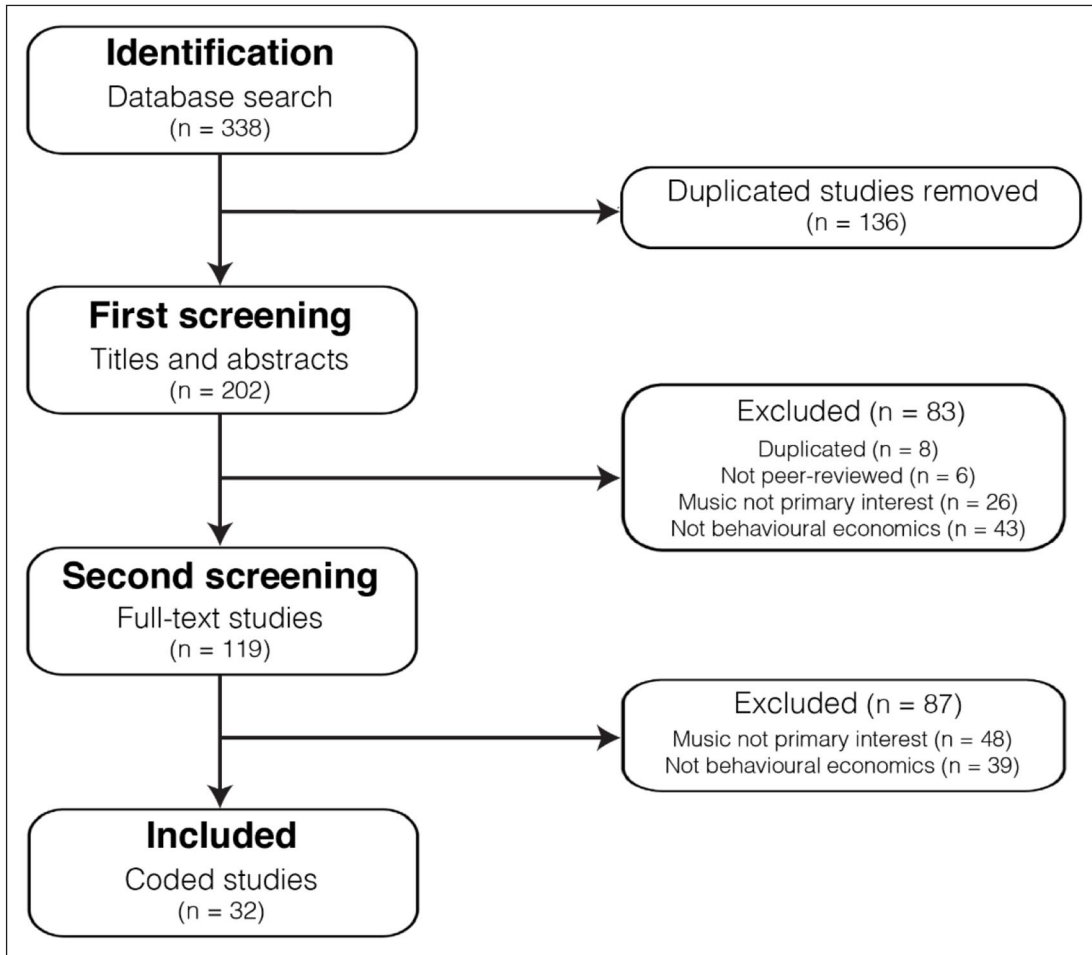 Identification
Database search
(n = 338)
Duplicated studies removed
(n = 136)
First screening
Titles and abstracts
(n = 202)
Excluded (n = 83)
Duplicated (n = 8)
Not peer-reviewed (n = 6)
Music not primary interest (n = 26)
Not behavioural economics (n = 43)
Second screening
Full-text studies
(n = 119)
Excluded (n = 87)
Music not primary interest (n = 48)
Not behavioural economics (n = 39)
Included
Coded studies
(n = 32)